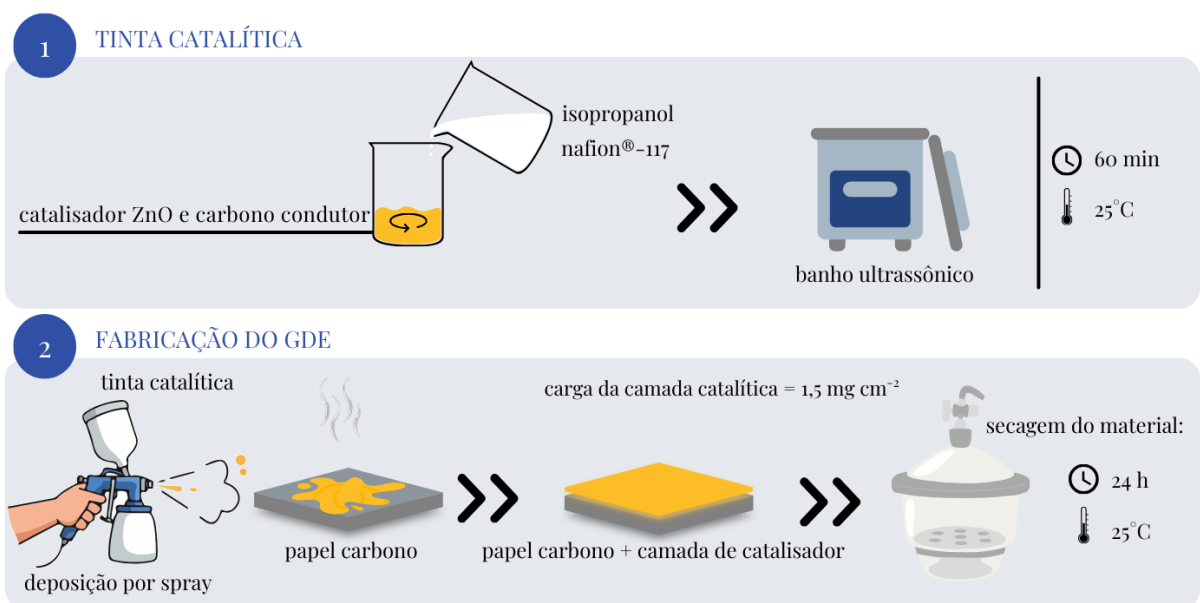 1
TINTA CATALÍTICA
isopropanol
nafion®-117
catalisador ZnO e carbono condutor
banho ultrassônico
60 min
25°C
2
FABRICAÇÃO DO GDE
tinta catalítica
deposição por spray
papel carbono
carga da camada catalítica = 1,5 mg cm⁻²
papel carbono + camada de catalisador
secagem do material:
24 h
25°C